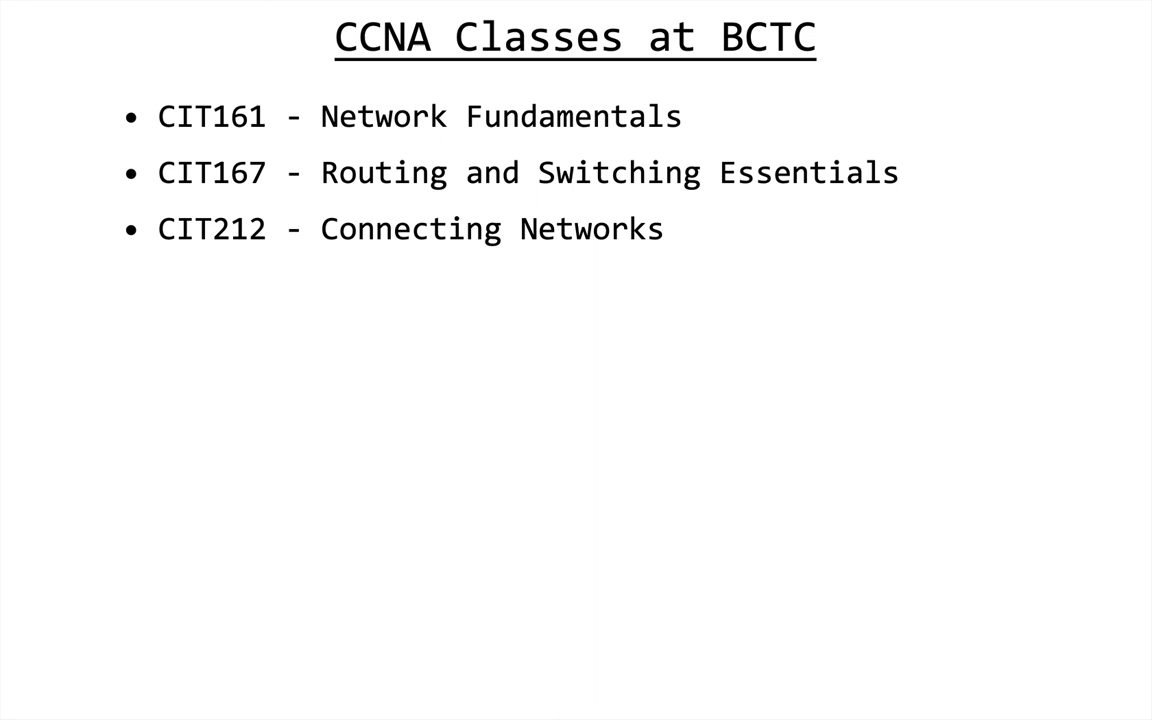 CCNA Classes at BCTC
• CIT161 - Network Fundamentals
• CIT167 - Routing and Switching Essentials
• CIT212 - Connecting Networks